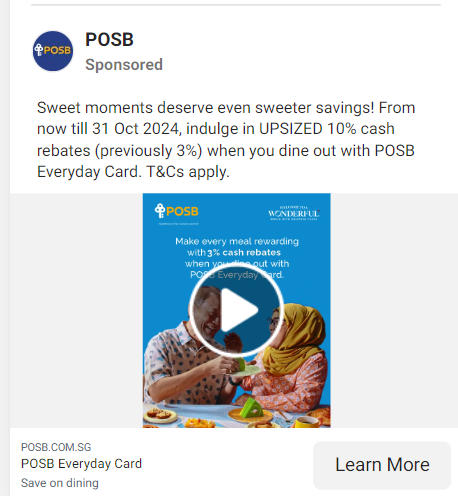 POSB
POSB
Sponsored
Sweet moments deserve even sweeter savings! From
now till 31 Oct 2024, indulge in UPSIZED 10% cash
rebates (previously 3%) when you dine out with POSB
Everyday Card. T&Cs apply.
POSB
WONDERFUL
Make every meal rewarding
with 3% cash rebates
when you dine out with
POSB Everyday Card.
POSB.COM.SG
POSB Everyday Card
Save on dining
Learn More